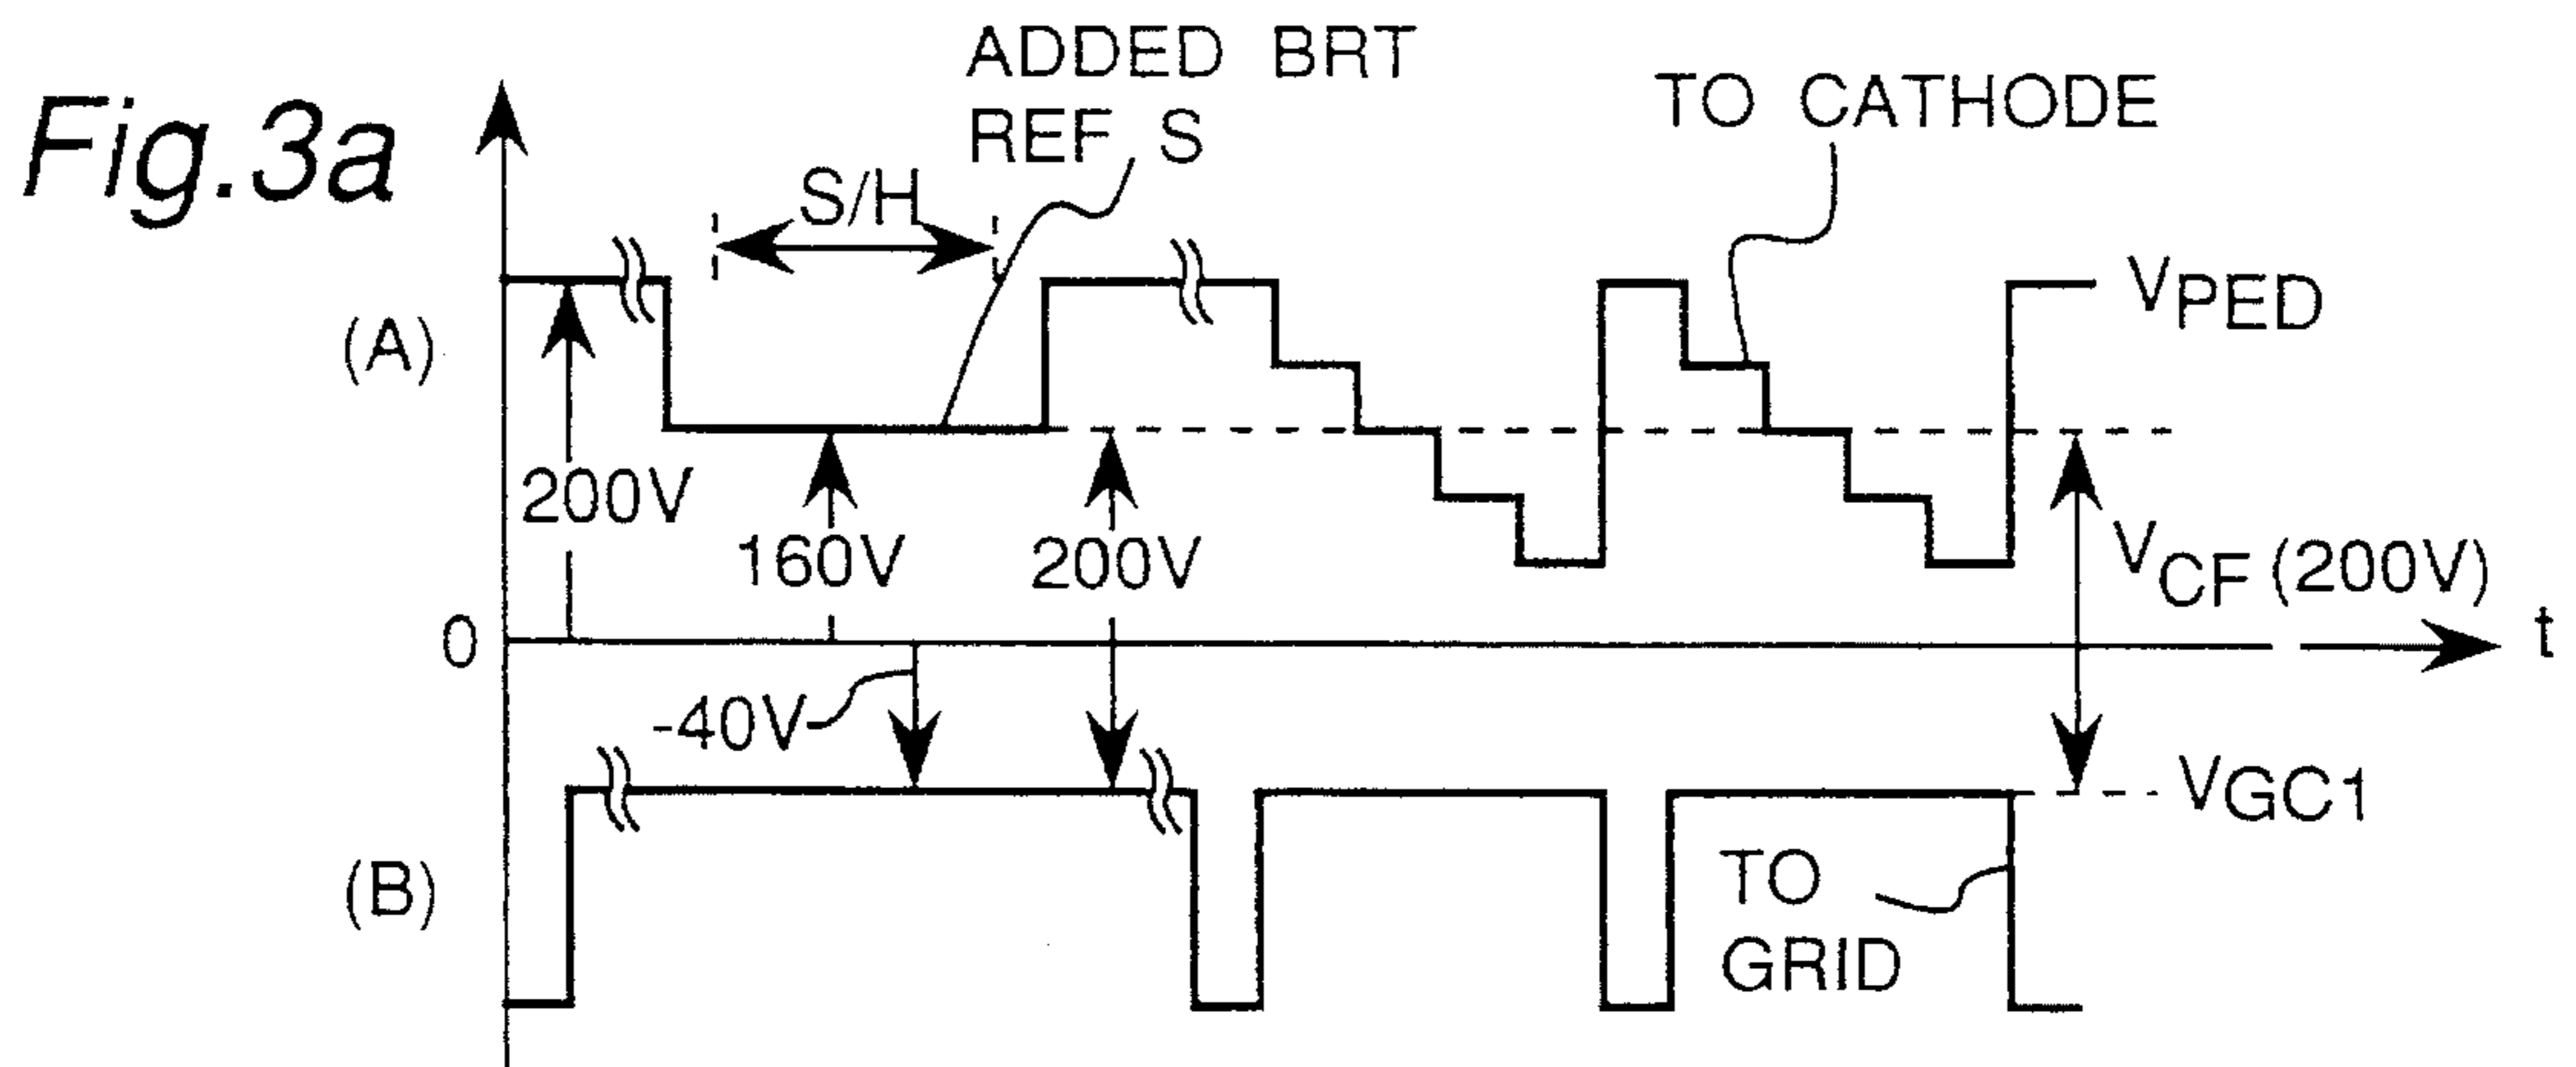 Fig.3a
ADDED BRT
REF S
TO CATHODE
S/H
VPED
(A)
200V
160V
200V
VCF (200V)
0
t
-40V
VGC1
(B)
TO
GRID